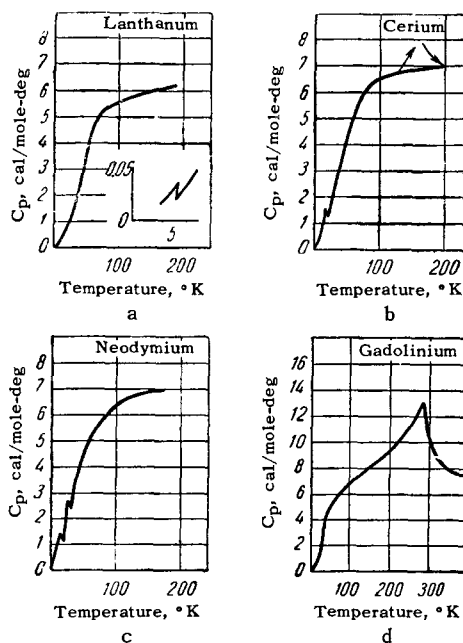 Lanthanum
8
7
6
5
4
3
2
1
0
0,05
0
5
100 200
Cp, cal/mole-deg
Temperature, °K
a
Cerium
8
7
6
5
4
3
2
1
0
100 200
Cp, cal/mole-deg
Temperature, °K
b
Neodymium
8
7
6
5
4
3
2
1
0
100 200
Cp, cal/mole-deg
Temperature, °K
c
Gadolinium
16
14
12
10
8
6
4
2
0
100 200 300
Cp, cal/mole-deg
Temperature, °K
d